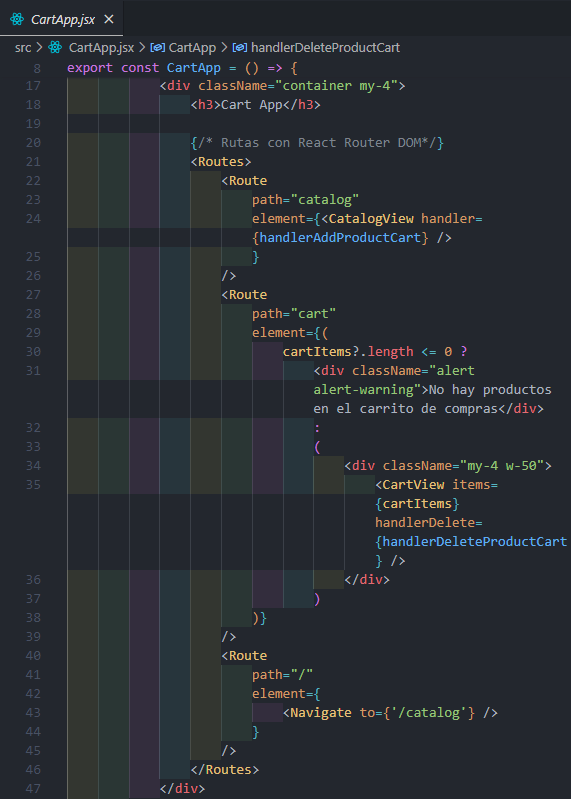 CartApp.jsx ×
src > CartApp.jsx > CartApp > handlerDeleteProductCart
8 export const CartApp = () => {
17 <div className="container my-4">
18 <h3>Cart App</h3>
19
20 {/* Rutas con React Router DOM*/}
21 <Routes>
22 <Route
23 path="catalog"
24 element={<CatalogView handler=
{handlerAddProductCart} />
25 }
26 />
27 <Route
28 path="cart"
29 element={(
30 cartItems?.length <= 0 ?
31 <div className="alert
alert-warning">No hay productos
en el carrito de compras</div>
32 :
33 (
34 <div className="my-4 w-50">
35 <CartView items=
{cartItems}
handlerDelete=
{handlerDeleteProductCart
} />
36 </div>
37 )
38 )}
39 />
40 <Route
41 path="/"
42 element={
43 <Navigate to={'/catalog'} />
44 }
45 />
46 </Routes>
47 </div>